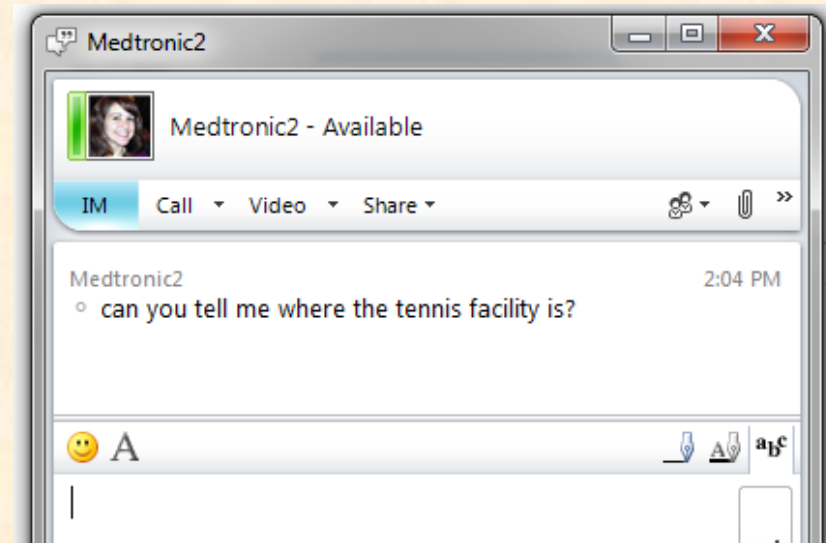 Medtronic2
Medtronic2 - Available
IM Call Video Share
Medtronic2 2:04 PM
can you tell me where the tennis facility is?
A A abc